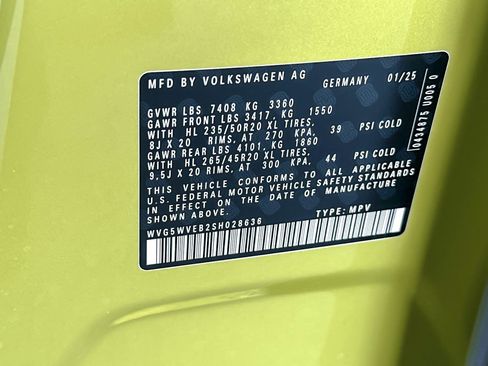 MFD BY VOLKSWAGEN AG GERMANY 01/25
GVWR LBS 7408 KG 3360
GAWR FRONT LBS 3417, KG 1550
WITH HL 235/50R20 XL TIRES,
8J X 20 RIMS, AT 270 KPA, 39 PSI COLD
GAWR REAR LBS 4101, KG 1860
WITH HL 265/45R20 XL TIRES,
9,5J X 20 RIMS, AT 300 KPA, 44 PSI COLD
THIS VEHICLE CONFORMS TO ALL APPLICABLE
U.S. FEDERAL MOTOR VEHICLE SAFETY STANDARDS
IN EFFECT ON THE DATE OF MANUFACTURE
SHOWN ABOVE.
WVG5WVEB2SH028636 TYPE: MPV
0434975 U005 0